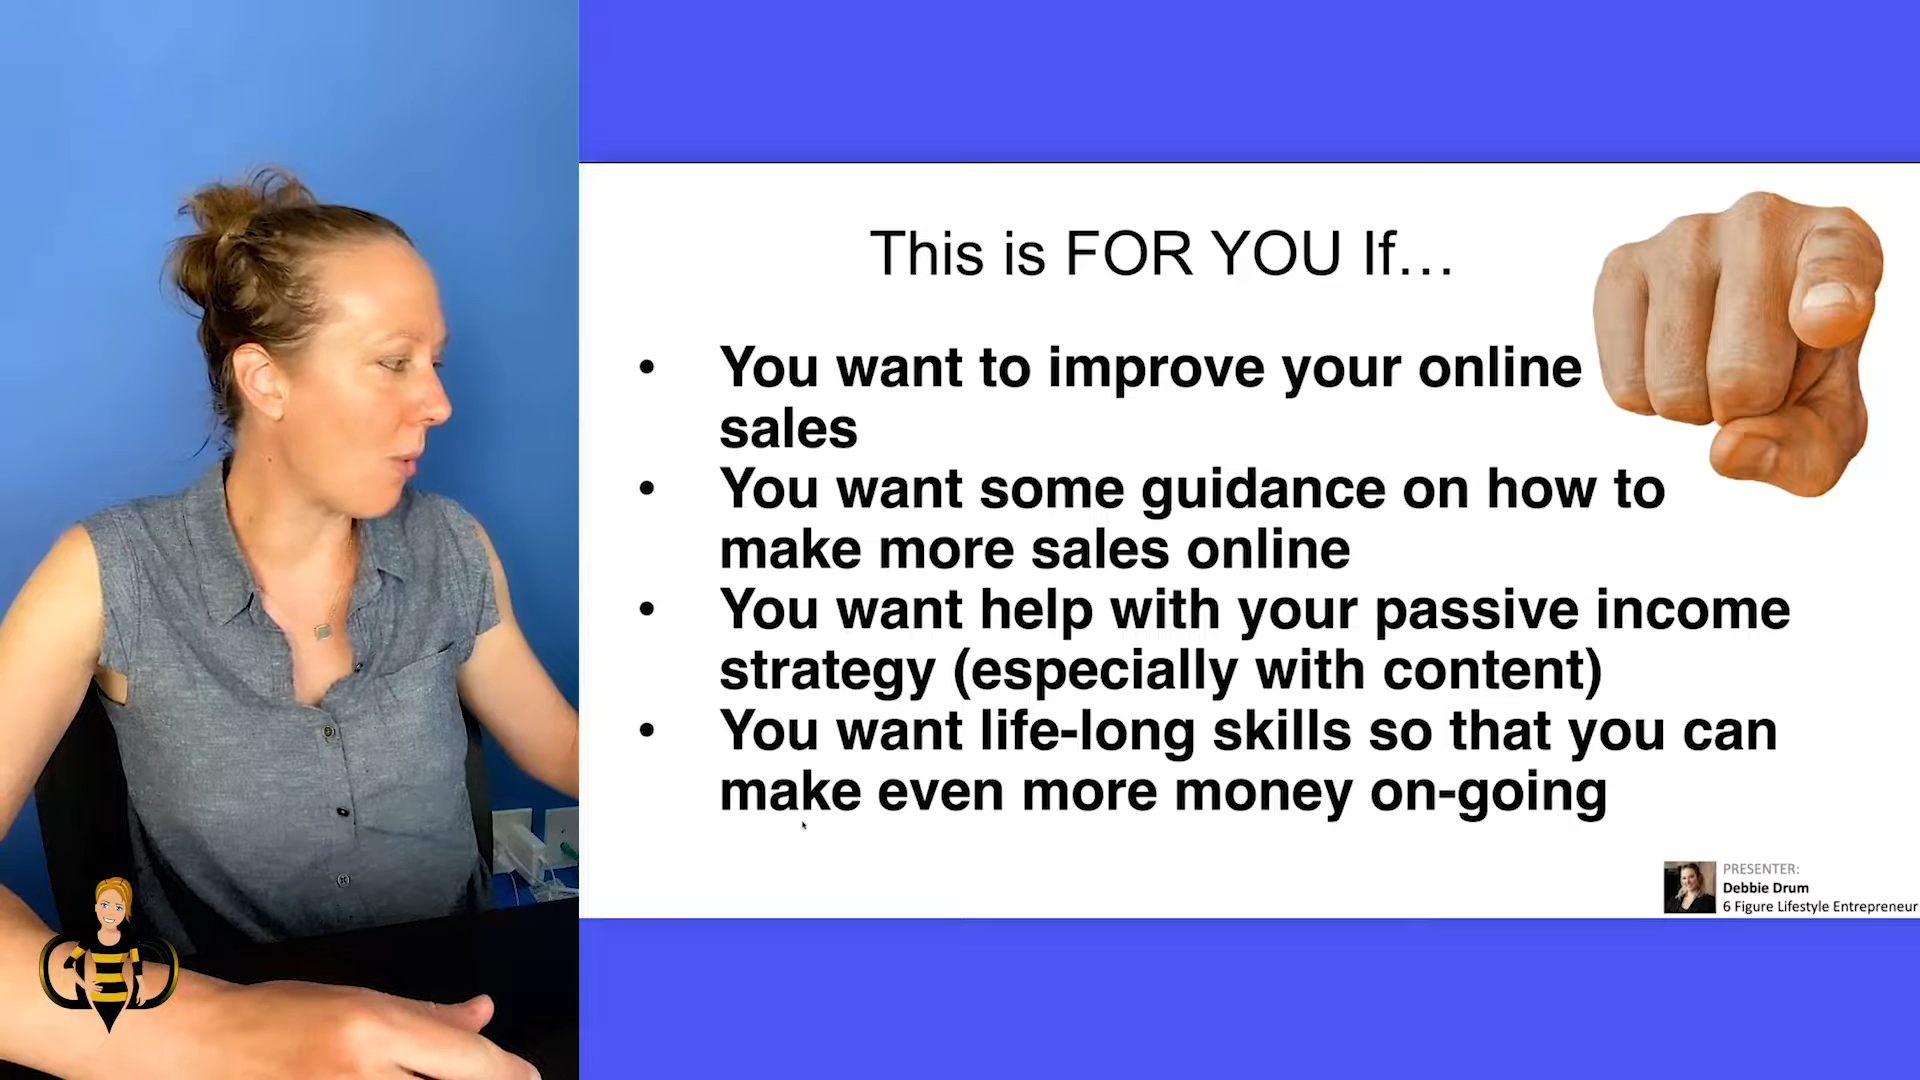 This is FOR YOU If…
• You want to improve your online
sales
• You want some guidance on how to
make more sales online
• You want help with your passive income
strategy (especially with content)
• You want life-long skills so that you can
make even more money on-going
PRESENTER:
Debbie Drum
6 Figure Lifestyle Entrepreneur